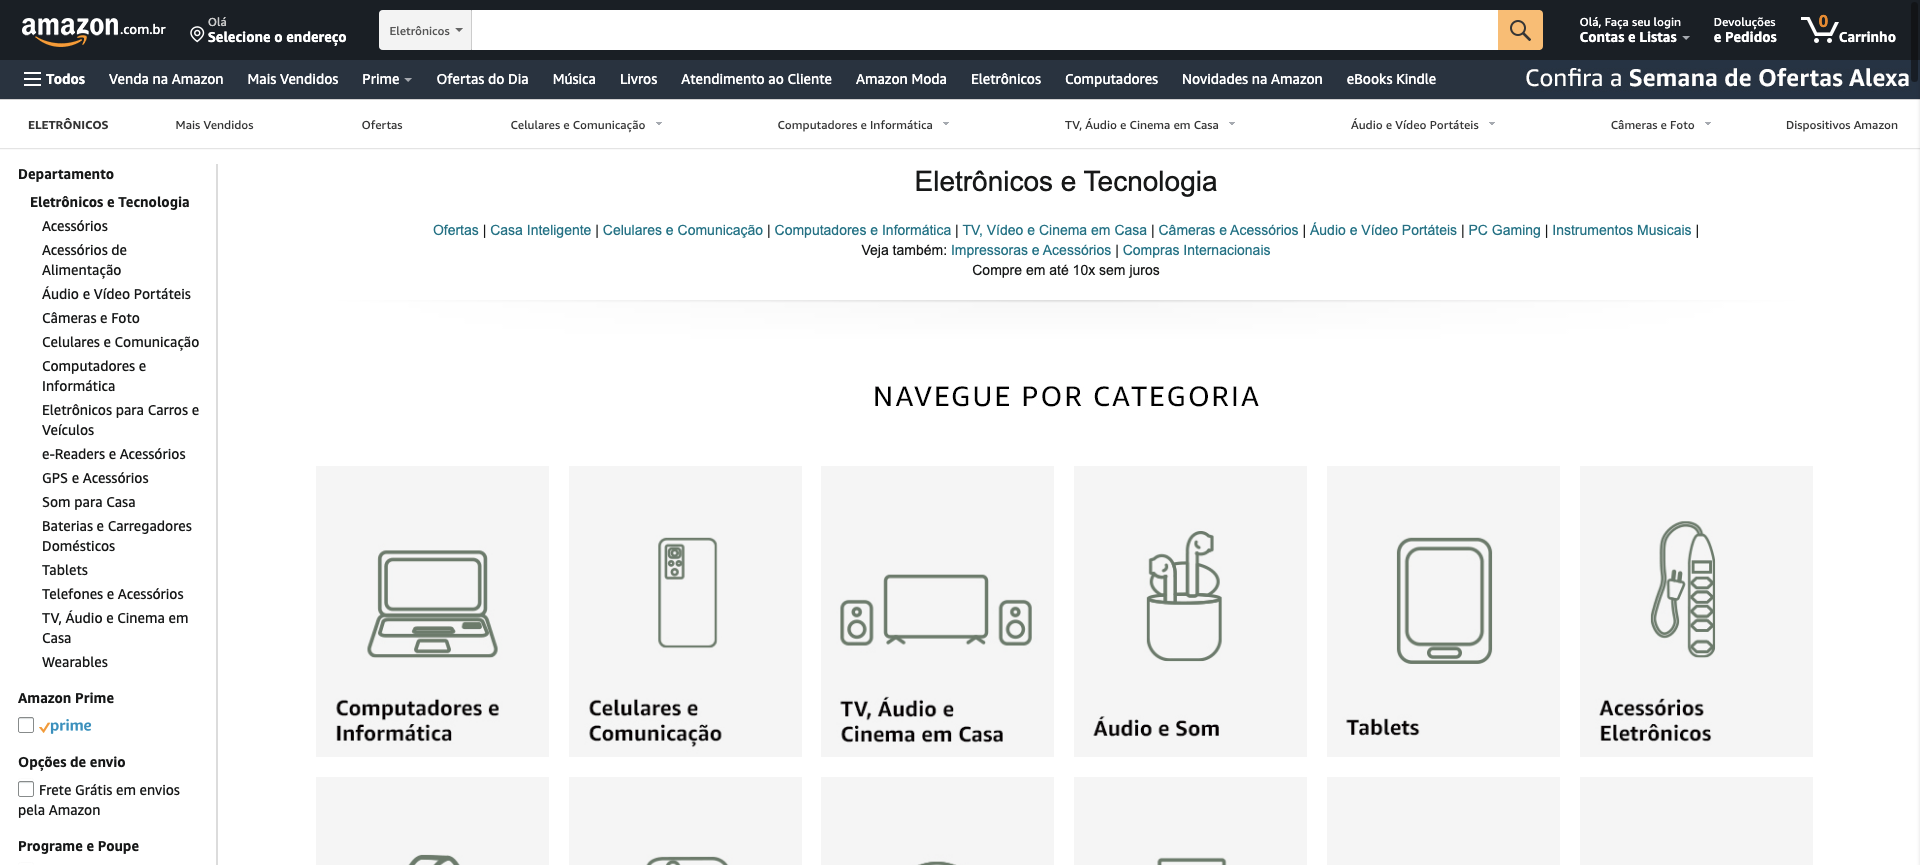 amazon.com.br
Olá
Selecione o endereço
Eletrônicos
Olá, Faça seu login
Contas e Listas
Devoluções
e Pedidos
0
Carrinho
Todos
Venda na Amazon
Mais Vendidos
Prime
Ofertas do Dia
Música
Livros
Atendimento ao Cliente
Amazon Moda
Eletrônicos
Computadores
Novidades na Amazon
eBooks Kindle
Confira a Semana de Ofertas Alexa
ELETRÔNICOS
Mais Vendidos
Ofertas
Celulares e Comunicação
Computadores e Informática
TV, Áudio e Cinema em Casa
Áudio e Vídeo Portáteis
Câmeras e Foto
Dispositivos Amazon
Departamento
Eletrônicos e Tecnologia
Acessórios
Acessórios de
Alimentação
Áudio e Vídeo Portáteis
Câmeras e Foto
Celulares e Comunicação
Computadores e
Informática
Eletrônicos para Carros e
Veículos
e-Readers e Acessórios
GPS e Acessórios
Som para Casa
Baterias e Carregadores
Domésticos
Tablets
Telefones e Acessórios
TV, Áudio e Cinema em
Casa
Wearables
Amazon Prime
prime
Opções de envio
Frete Grátis em envios
pela Amazon
Programe e Poupe
Eletrônicos e Tecnologia
Ofertas | Casa Inteligente | Celulares e Comunicação | Computadores e Informática | TV, Vídeo e Cinema em Casa | Câmeras e Acessórios | Áudio e Vídeo Portáteis | PC Gaming | Instrumentos Musicais |
Veja também: Impressoras e Acessórios | Compras Internacionais
Compre em até 10x sem juros
NAVEGUE POR CATEGORIA
Computadores e
Informática
Celulares e
Comunicação
TV, Áudio e
Cinema em Casa
Áudio e Som
Tablets
Acessórios
Eletrônicos